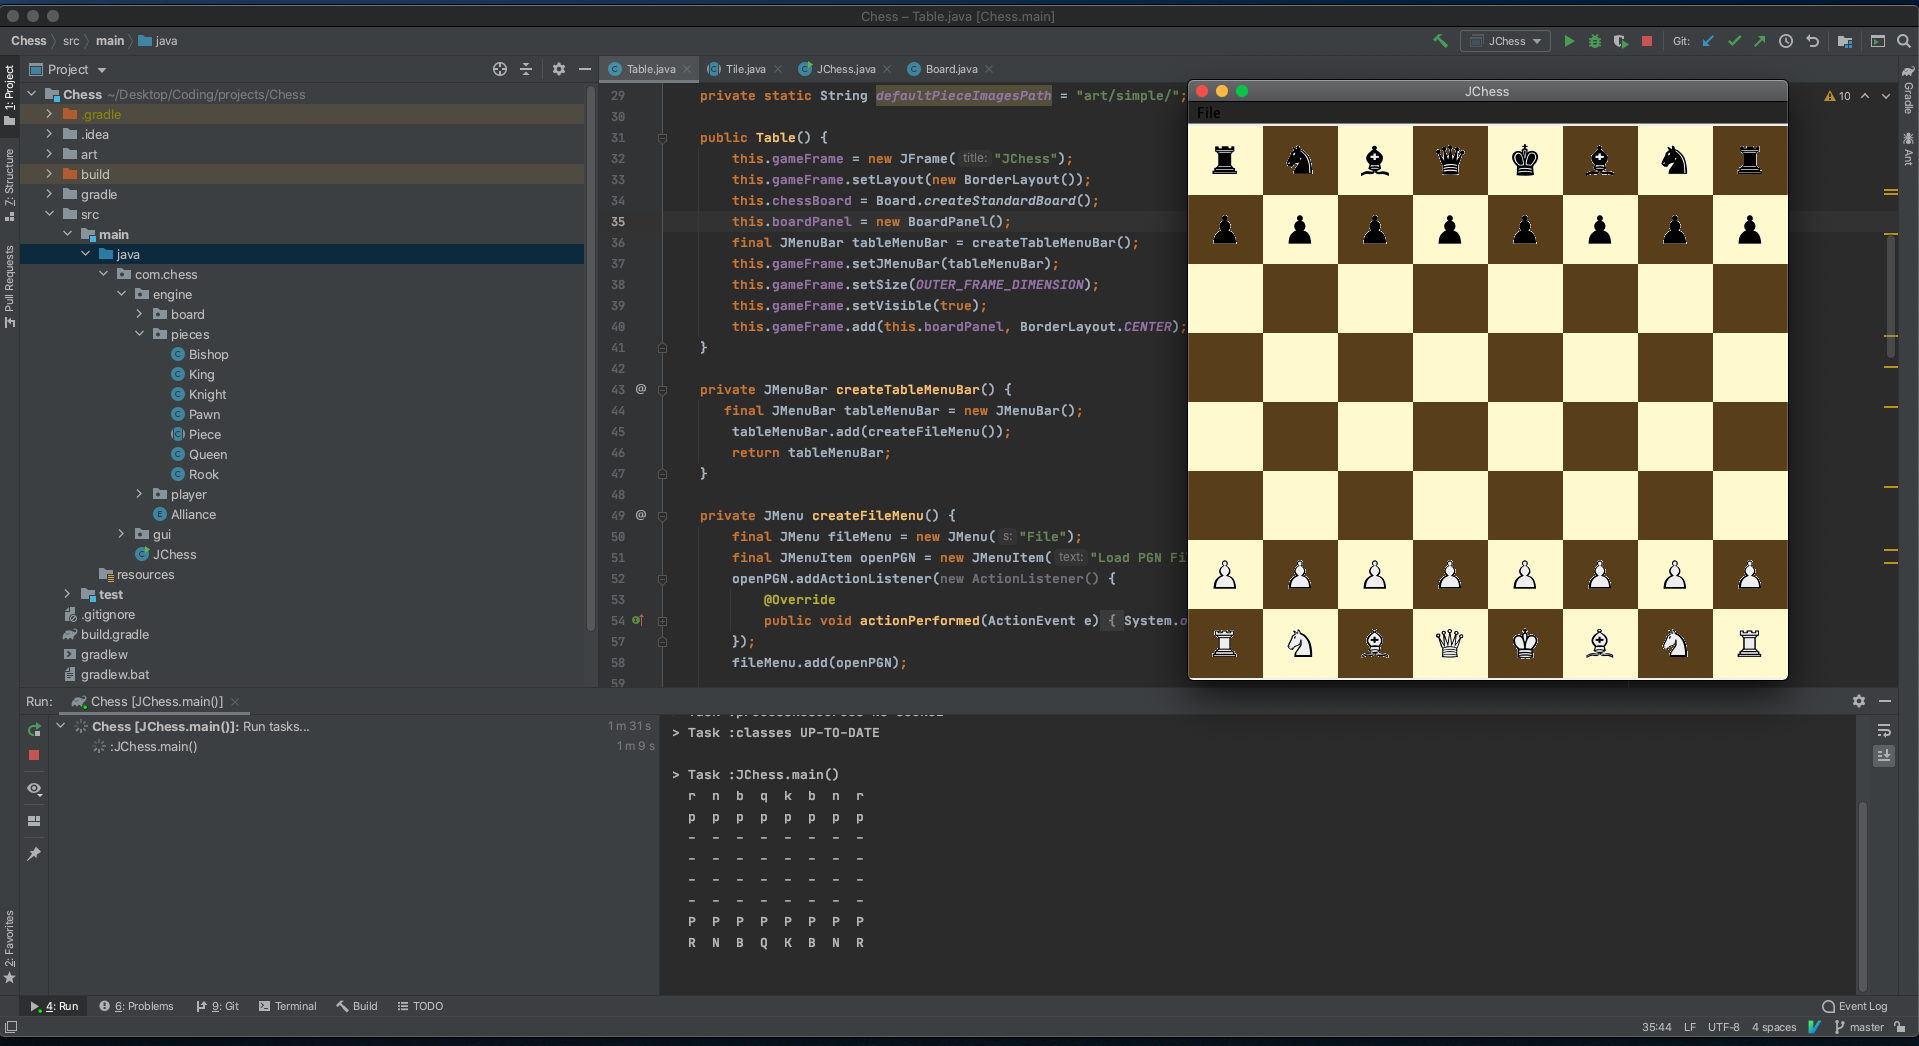 Chess – Table.java [Chess.main]
Chess src main java
JChess Git:
Project
Table.java Tile.java JChess.java Board.java
1: Project
Z: Structure
Pull Requests
2: Favorites
Gradle
Ant
Chess ~/Desktop/Coding/projects/Chess
.gradle
.idea
art
build
gradle
src
main
java
com.chess
engine
board
pieces
Bishop
King
Knight
Pawn
Piece
Queen
Rook
player
Alliance
gui
JChess
resources
test
.gitignore
build.gradle
gradlew
gradlew.bat
10
29 private static String defaultPieceImagesPath = "art/simple/";
30
31 public Table() {
32 this.gameFrame = new JFrame( title: "JChess");
33 this.gameFrame.setLayout(new BorderLayout());
34 this.chessBoard = Board.createStandardBoard();
35 this.boardPanel = new BoardPanel();
36 final JMenuBar tableMenuBar = createTableMenuBar();
37 this.gameFrame.setJMenuBar(tableMenuBar);
38 this.gameFrame.setSize(OUTER_FRAME_DIMENSION);
39 this.gameFrame.setVisible(true);
40 this.gameFrame.add(this.boardPanel, BorderLayout.CENTER);
41 }
42
43 @ private JMenuBar createTableMenuBar() {
44 final JMenuBar tableMenuBar = new JMenuBar();
45 tableMenuBar.add(createFileMenu());
46 return tableMenuBar;
47 }
48
49 @ private JMenu createFileMenu() {
50 final JMenu fileMenu = new JMenu( s: "File");
51 final JMenuItem openPGN = new JMenuItem( text: "Load PGN Fi
52 openPGN.addActionListener(new ActionListener() {
53 @Override
54 public void actionPerformed(ActionEvent e) { System.o
57 });
58 fileMenu.add(openPGN);
59
JChess
File
Run: Chess [JChess.main()]
Chess [JChess.main()]: Run tasks... 1 m 31 s
:JChess.main() 1 m 9 s
> Task :classes UP-TO-DATE
> Task :JChess.main()
r n b q k b n r
p p p p p p p p
- - - - - - - -
- - - - - - - -
- - - - - - - -
- - - - - - - -
P P P P P P P P
R N B Q K B N R
4: Run 6: Problems 9: Git Terminal Build TODO Event Log
35:44 LF UTF-8 4 spaces master